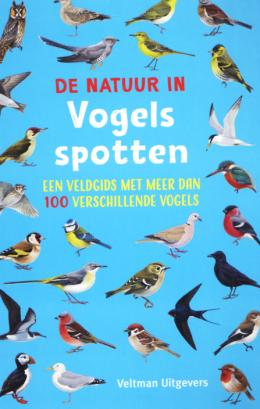 DE NATUUR IN
Vogels
spotten
EEN VELDGIDS MET MEER DAN
100 VERSCHILLENDE VOGELS
Veltman Uitgevers